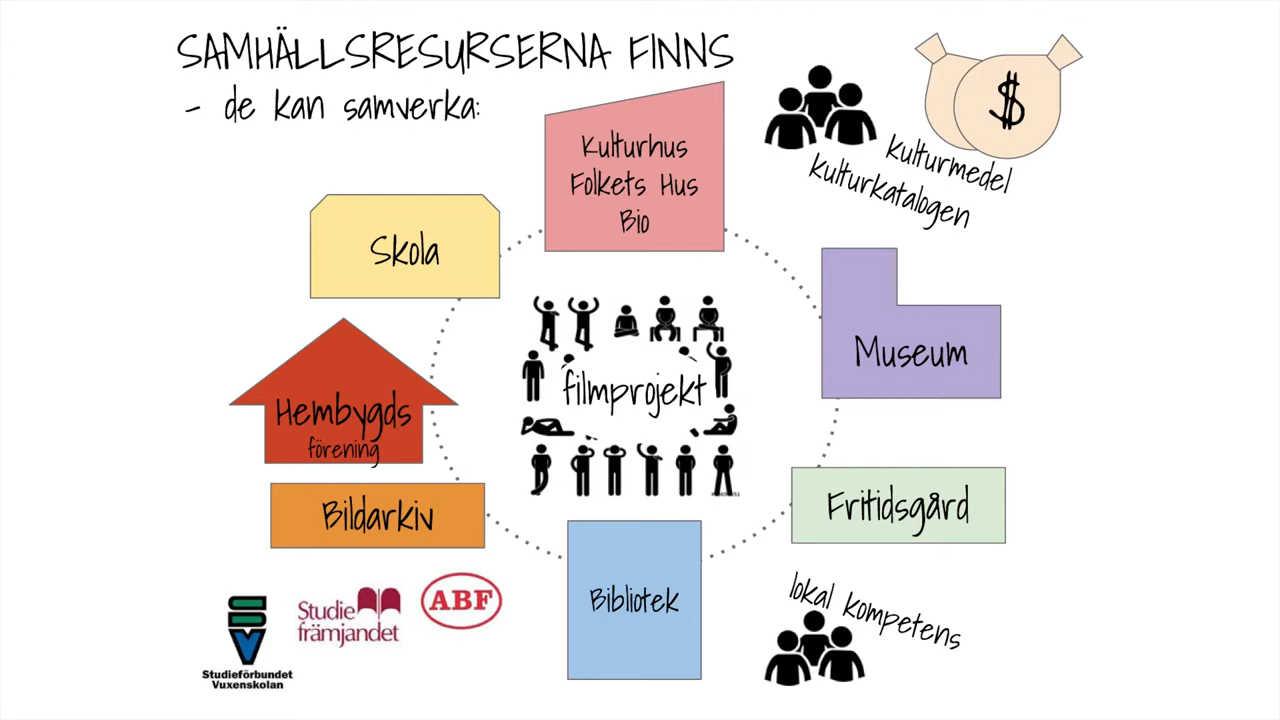 SAMHÄLLSRESURSERNA FINNS
- de kan samverka:
Kulturhus
Folkets Hus
Bio
$
kulturmedel
kulturkatalogen
Skola
Museum
filmprojekt
Hembygds
förening
Bildarkiv
Fritidsgård
Bibliotek
lokal kompetens
SV
Studieförbundet
Vuxenskolan
Studie
främjandet
ABF